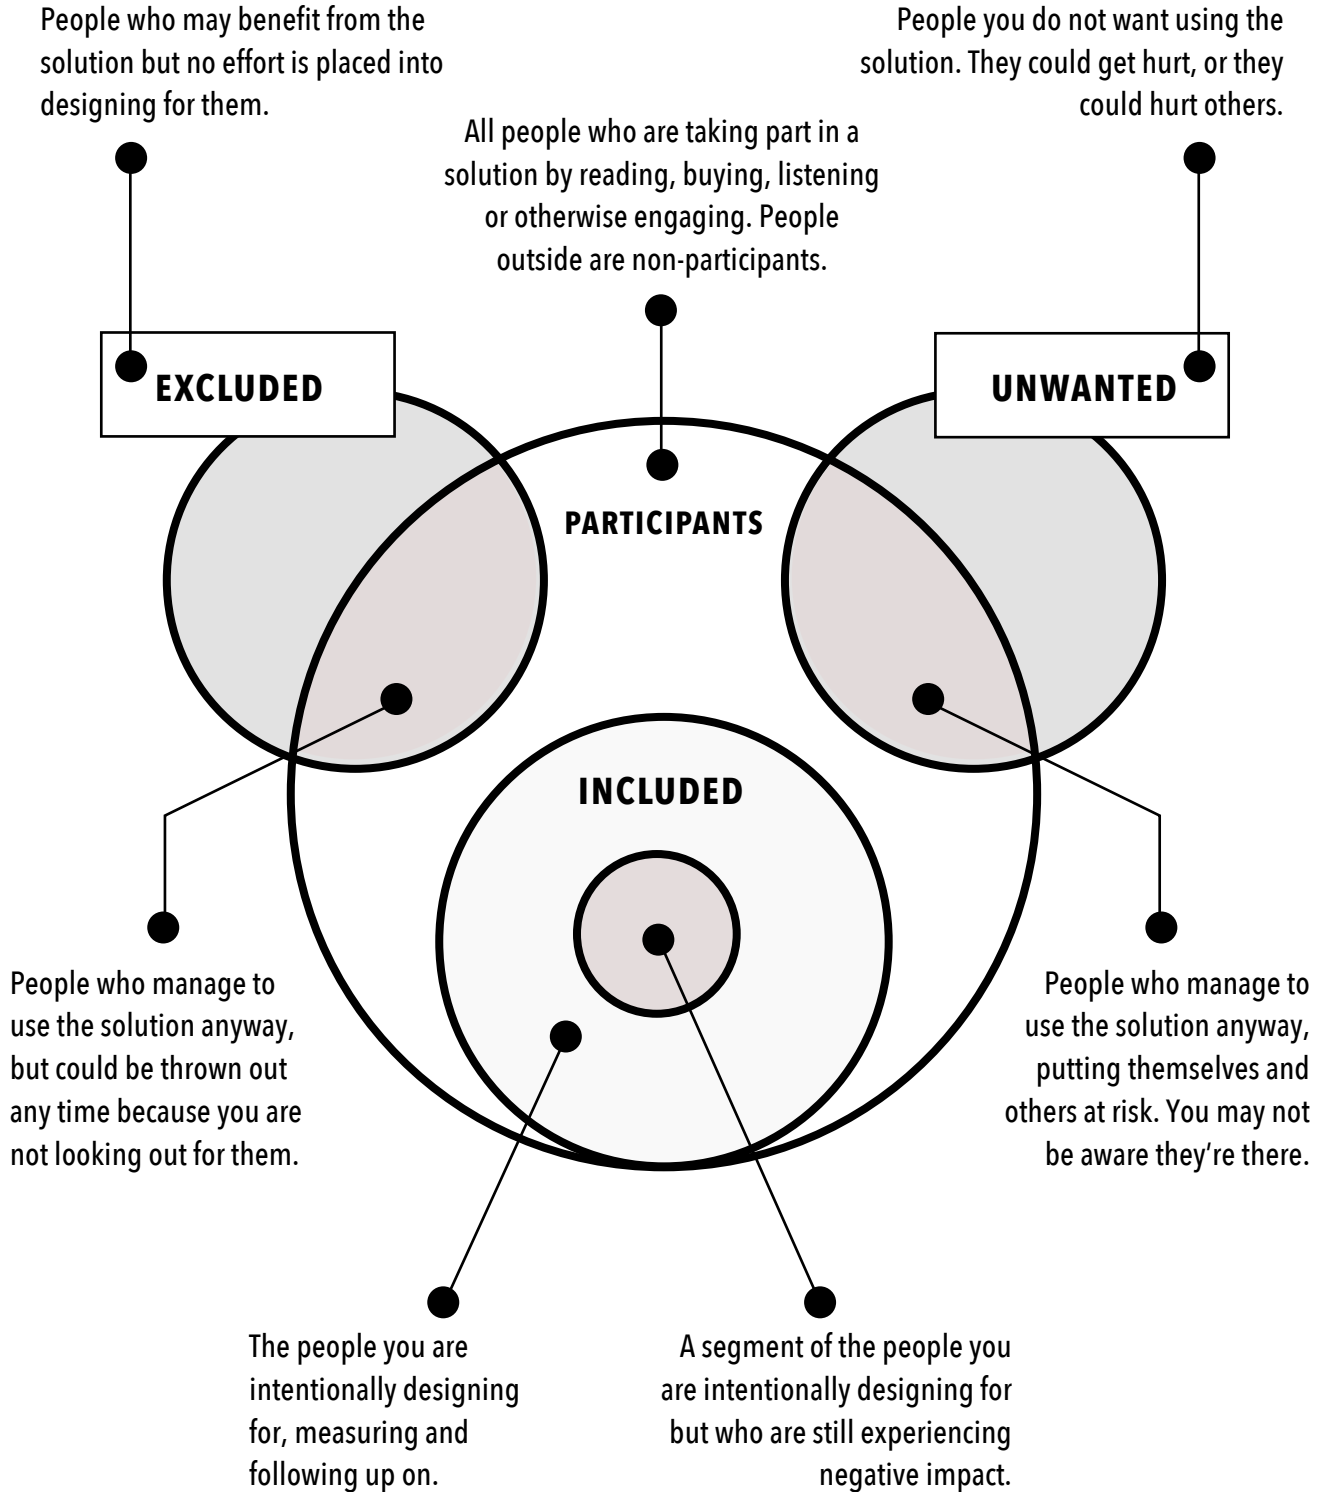 People who may benefit from the
solution but no effort is placed into
designing for them.
People you do not want using the
solution. They could get hurt, or they
could hurt others.
All people who are taking part in a
solution by reading, buying, listening
or otherwise engaging. People
outside are non-participants.
EXCLUDED
UNWANTED
PARTICIPANTS
INCLUDED
People who manage to
use the solution anyway,
but could be thrown out
any time because you are
not looking out for them.
People who manage to
use the solution anyway,
putting themselves and
others at risk. You may not
be aware they’re there.
The people you are
intentionally designing
for, measuring and
following up on.
A segment of the people you
are intentionally designing for
but who are still experiencing
negative impact.